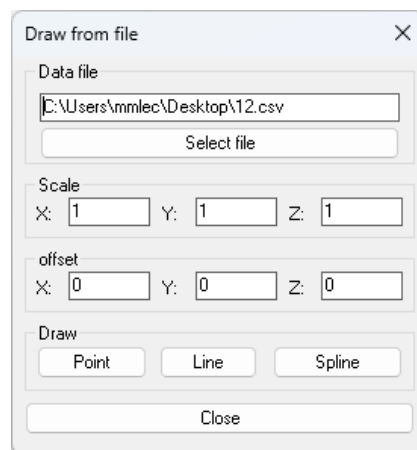 Draw from file
Data file
C:\Users\mmlec\Desktop\12.csv
Select file
Scale
X: 1 Y: 1 Z: 1
offset
X: 0 Y: 0 Z: 0
Draw
Point Line Spline
Close